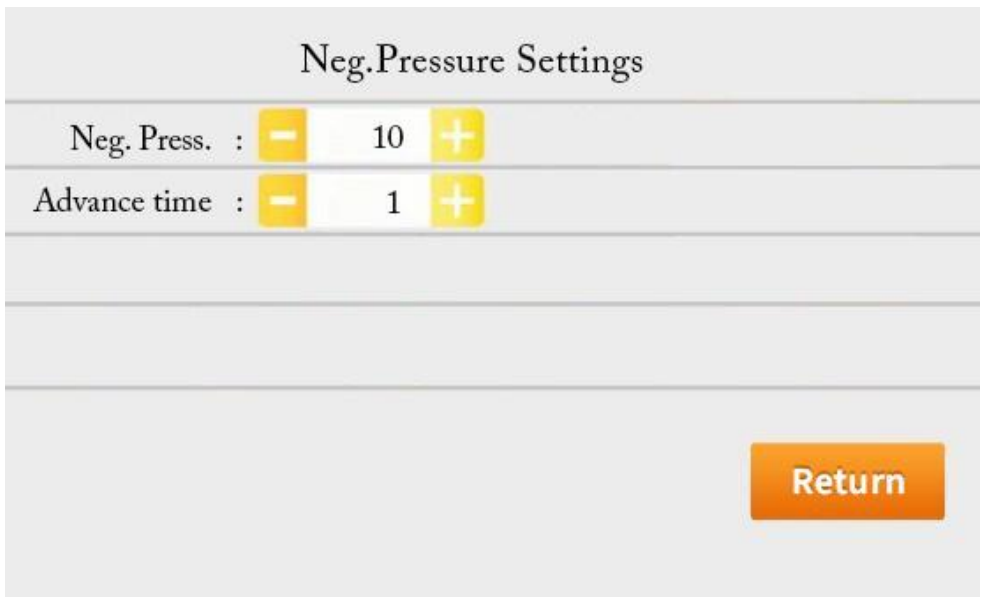 Neg.Pressure Settings
Neg. Press. : - 10 +
Advance time : - 1 +
Return